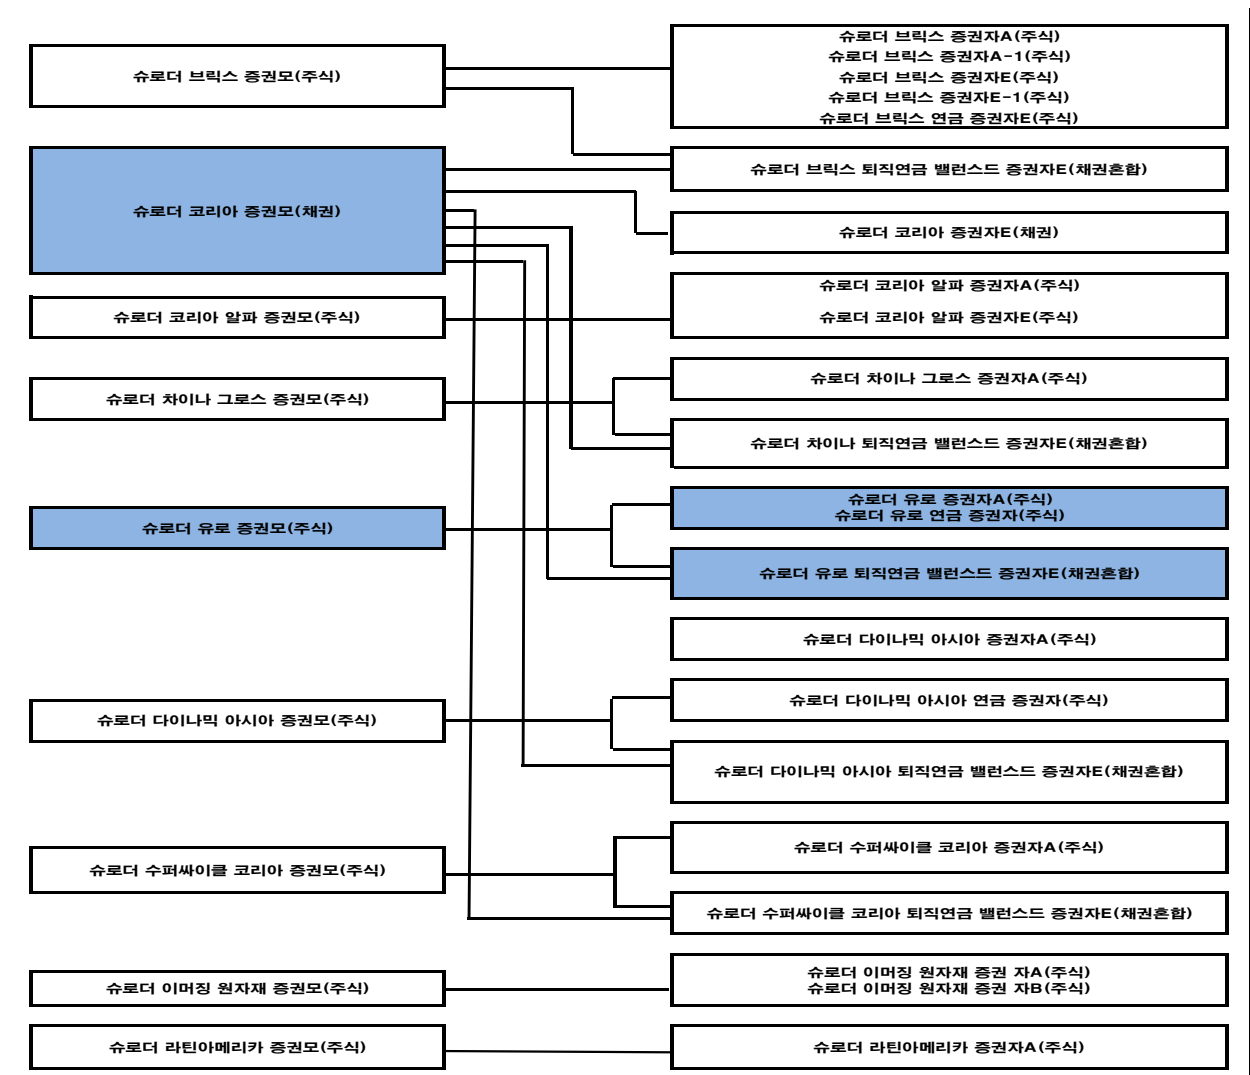 슈로더 브릭스 증권모(주식)
슈로더 코리아 증권모(채권)
슈로더 코리아 알파 증권모(주식)
슈로더 차이나 그로스 증권모(주식)
슈로더 유로 증권모(주식)
슈로더 다이나믹 아시아 증권모(주식)
슈로더 수퍼싸이클 코리아 증권모(주식)
슈로더 이머징 원자재 증권모(주식)
슈로더 라틴아메리카 증권모(주식)
슈로더 브릭스 증권자A(주식)
슈로더 브릭스 증권자A-1(주식)
슈로더 브릭스 증권자E(주식)
슈로더 브릭스 증권자E-1(주식)
슈로더 브릭스 연금 증권자E(주식)
슈로더 브릭스 퇴직연금 밸런스드 증권자E(채권혼합)
슈로더 코리아 증권자E(채권)
슈로더 코리아 알파 증권자A(주식)
슈로더 코리아 알파 증권자E(주식)
슈로더 차이나 그로스 증권자A(주식)
슈로더 차이나 퇴직연금 밸런스드 증권자E(채권혼합)
슈로더 유로 증권자A(주식)
슈로더 유로 연금 증권자(주식)
슈로더 유로 퇴직연금 밸런스드 증권자E(채권혼합)
슈로더 다이나믹 아시아 증권자A(주식)
슈로더 다이나믹 아시아 연금 증권자(주식)
슈로더 다이나믹 아시아 퇴직연금 밸런스드 증권자E(채권혼합)
슈로더 수퍼싸이클 코리아 증권자A(주식)
슈로더 수퍼싸이클 코리아 퇴직연금 밸런스드 증권자E(채권혼합)
슈로더 이머징 원자재 증권 자A(주식)
슈로더 이머징 원자재 증권 자B(주식)
슈로더 라틴아메리카 증권자A(주식)